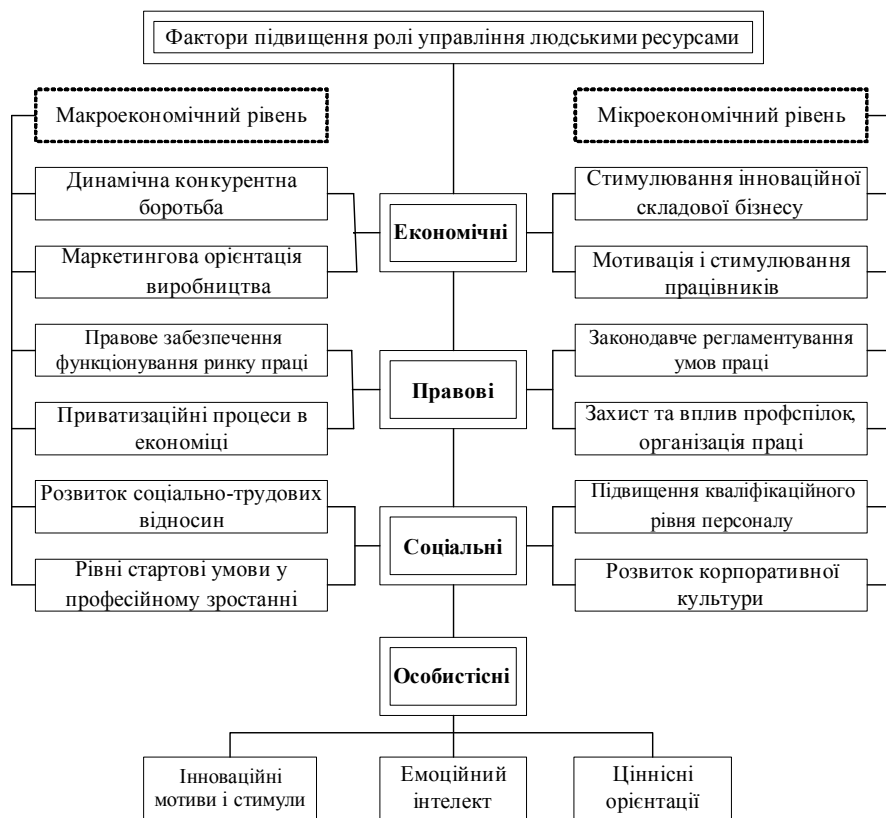 Фактори підвищення ролі управління людськими ресурсами
Макроекономічний рівень
Мікроекономічний рівень
Динамічна конкурентна
боротьба
Маркетингова орієнтація
виробництва
Економічні
Стимулювання інноваційної
складової бізнесу
Мотивація і стимулювання
працівників
Правове забезпечення
функціонування ринку праці
Приватизаційні процеси в
економіці
Правові
Законодавче регламентування
умов праці
Захист та вплив профспілок,
організація праці
Розвиток соціально-трудових
відносин
Рівні стартові умови у
професійному зростанні
Соціальні
Підвищення кваліфікаційного
рівня персоналу
Розвиток корпоративної
культури
Особистісні
Інноваційні
мотиви і стимули
Емоційний
інтелект
Ціннісні
орієнтації